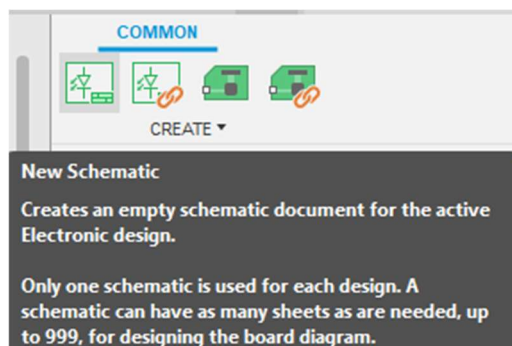 COMMON
CREATE ▾
New Schematic
Creates an empty schematic document for the active
Electronic design.
Only one schematic is used for each design. A
schematic can have as many sheets as are needed, up
to 999, for designing the board diagram.